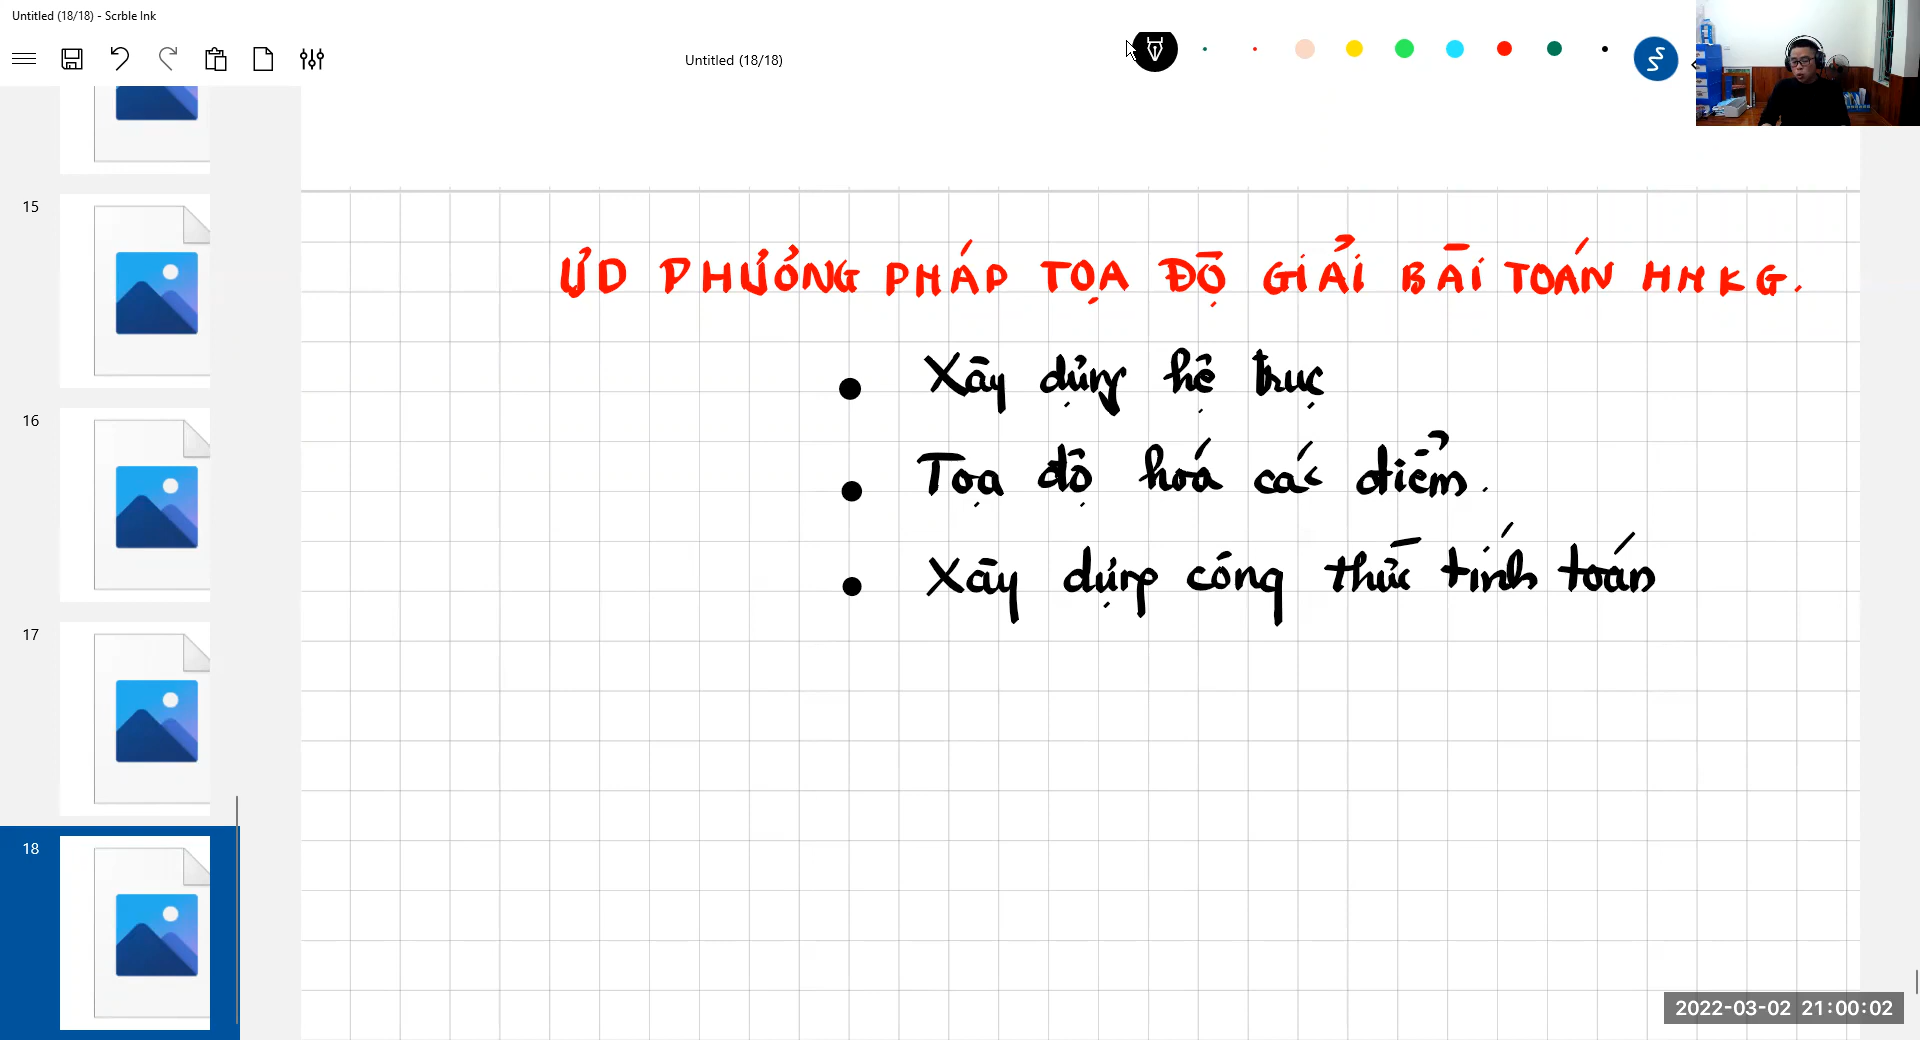 Untitled (18/18) - Scrble Ink
Untitled (18/18)
15
16
17
18
ƯD PHƯƠNG PHÁP TỌA ĐỘ GIẢI BÀI TOÁN HHKG.
• Xây dựng hệ trục
• Tọa độ hoá các điểm.
• Xây dựng công thức tính toán
2022-03-02 21:00:02